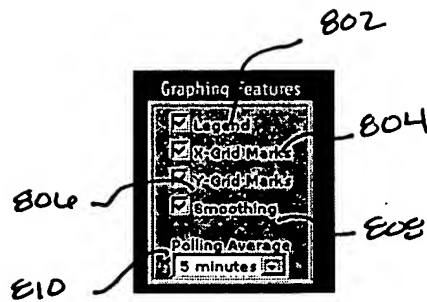 802
Graphing Features
Legend
804
X-Grid-Marks
Y-Grid-Marks
806
Smoothing
808
Polling Average
5 minutes
810